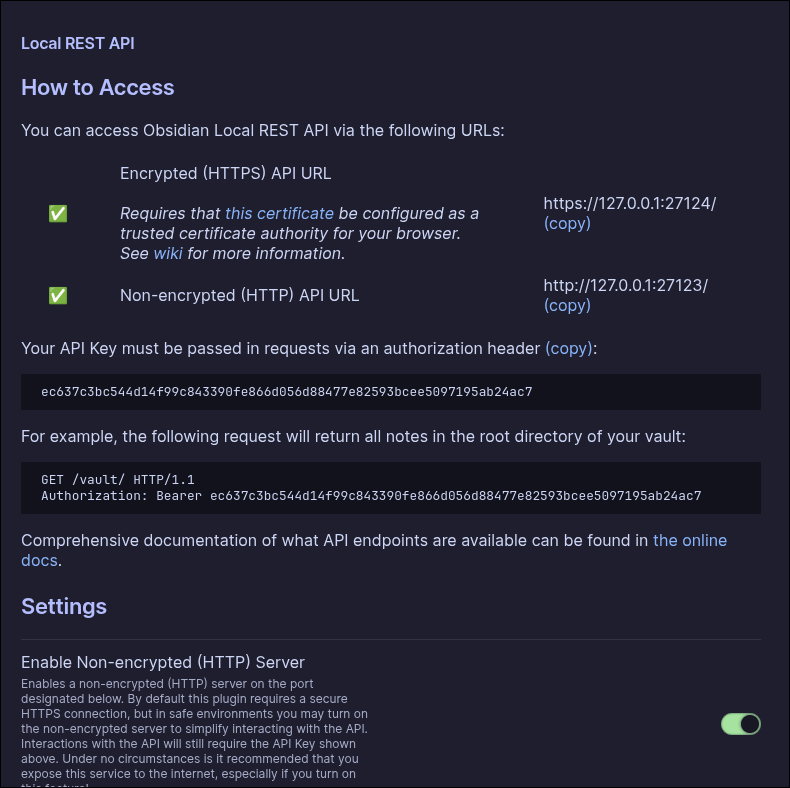 Local REST API
How to Access
You can access Obsidian Local REST API via the following URLs:
✅
Encrypted (HTTPS) API URL
Requires that this certificate be configured as a
trusted certificate authority for your browser.
See wiki for more information.
https://127.0.0.1:27124/
(copy)
✅
Non-encrypted (HTTP) API URL
http://127.0.0.1:27123/
(copy)
Your API Key must be passed in requests via an authorization header (copy):
ec637c3bc544d14f99c843390fe866d056d88477e82593bcee5097195ab24ac7
For example, the following request will return all notes in the root directory of your vault:
GET /vault/ HTTP/1.1
Authorization: Bearer ec637c3bc544d14f99c843390fe866d056d88477e82593bcee5097195ab24ac7
Comprehensive documentation of what API endpoints are available can be found in the online
docs.
Settings
Enable Non-encrypted (HTTP) Server
Enables a non-encrypted (HTTP) server on the port
designated below. By default this plugin requires a secure
HTTPS connection, but in safe environments you may turn on
the non-encrypted server to simplify interacting with the API.
Interactions with the API will still require the API Key shown
above. Under no circumstances is it recommended that you
expose this service to the internet, especially if you turn on
this feature!